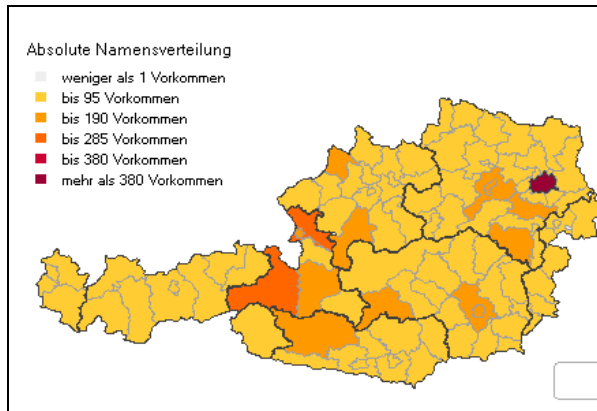 Absolute Namensverteilung
weniger als 1 Vorkommen
bis 95 Vorkommen
bis 190 Vorkommen
bis 285 Vorkommen
bis 380 Vorkommen
mehr als 380 Vorkommen